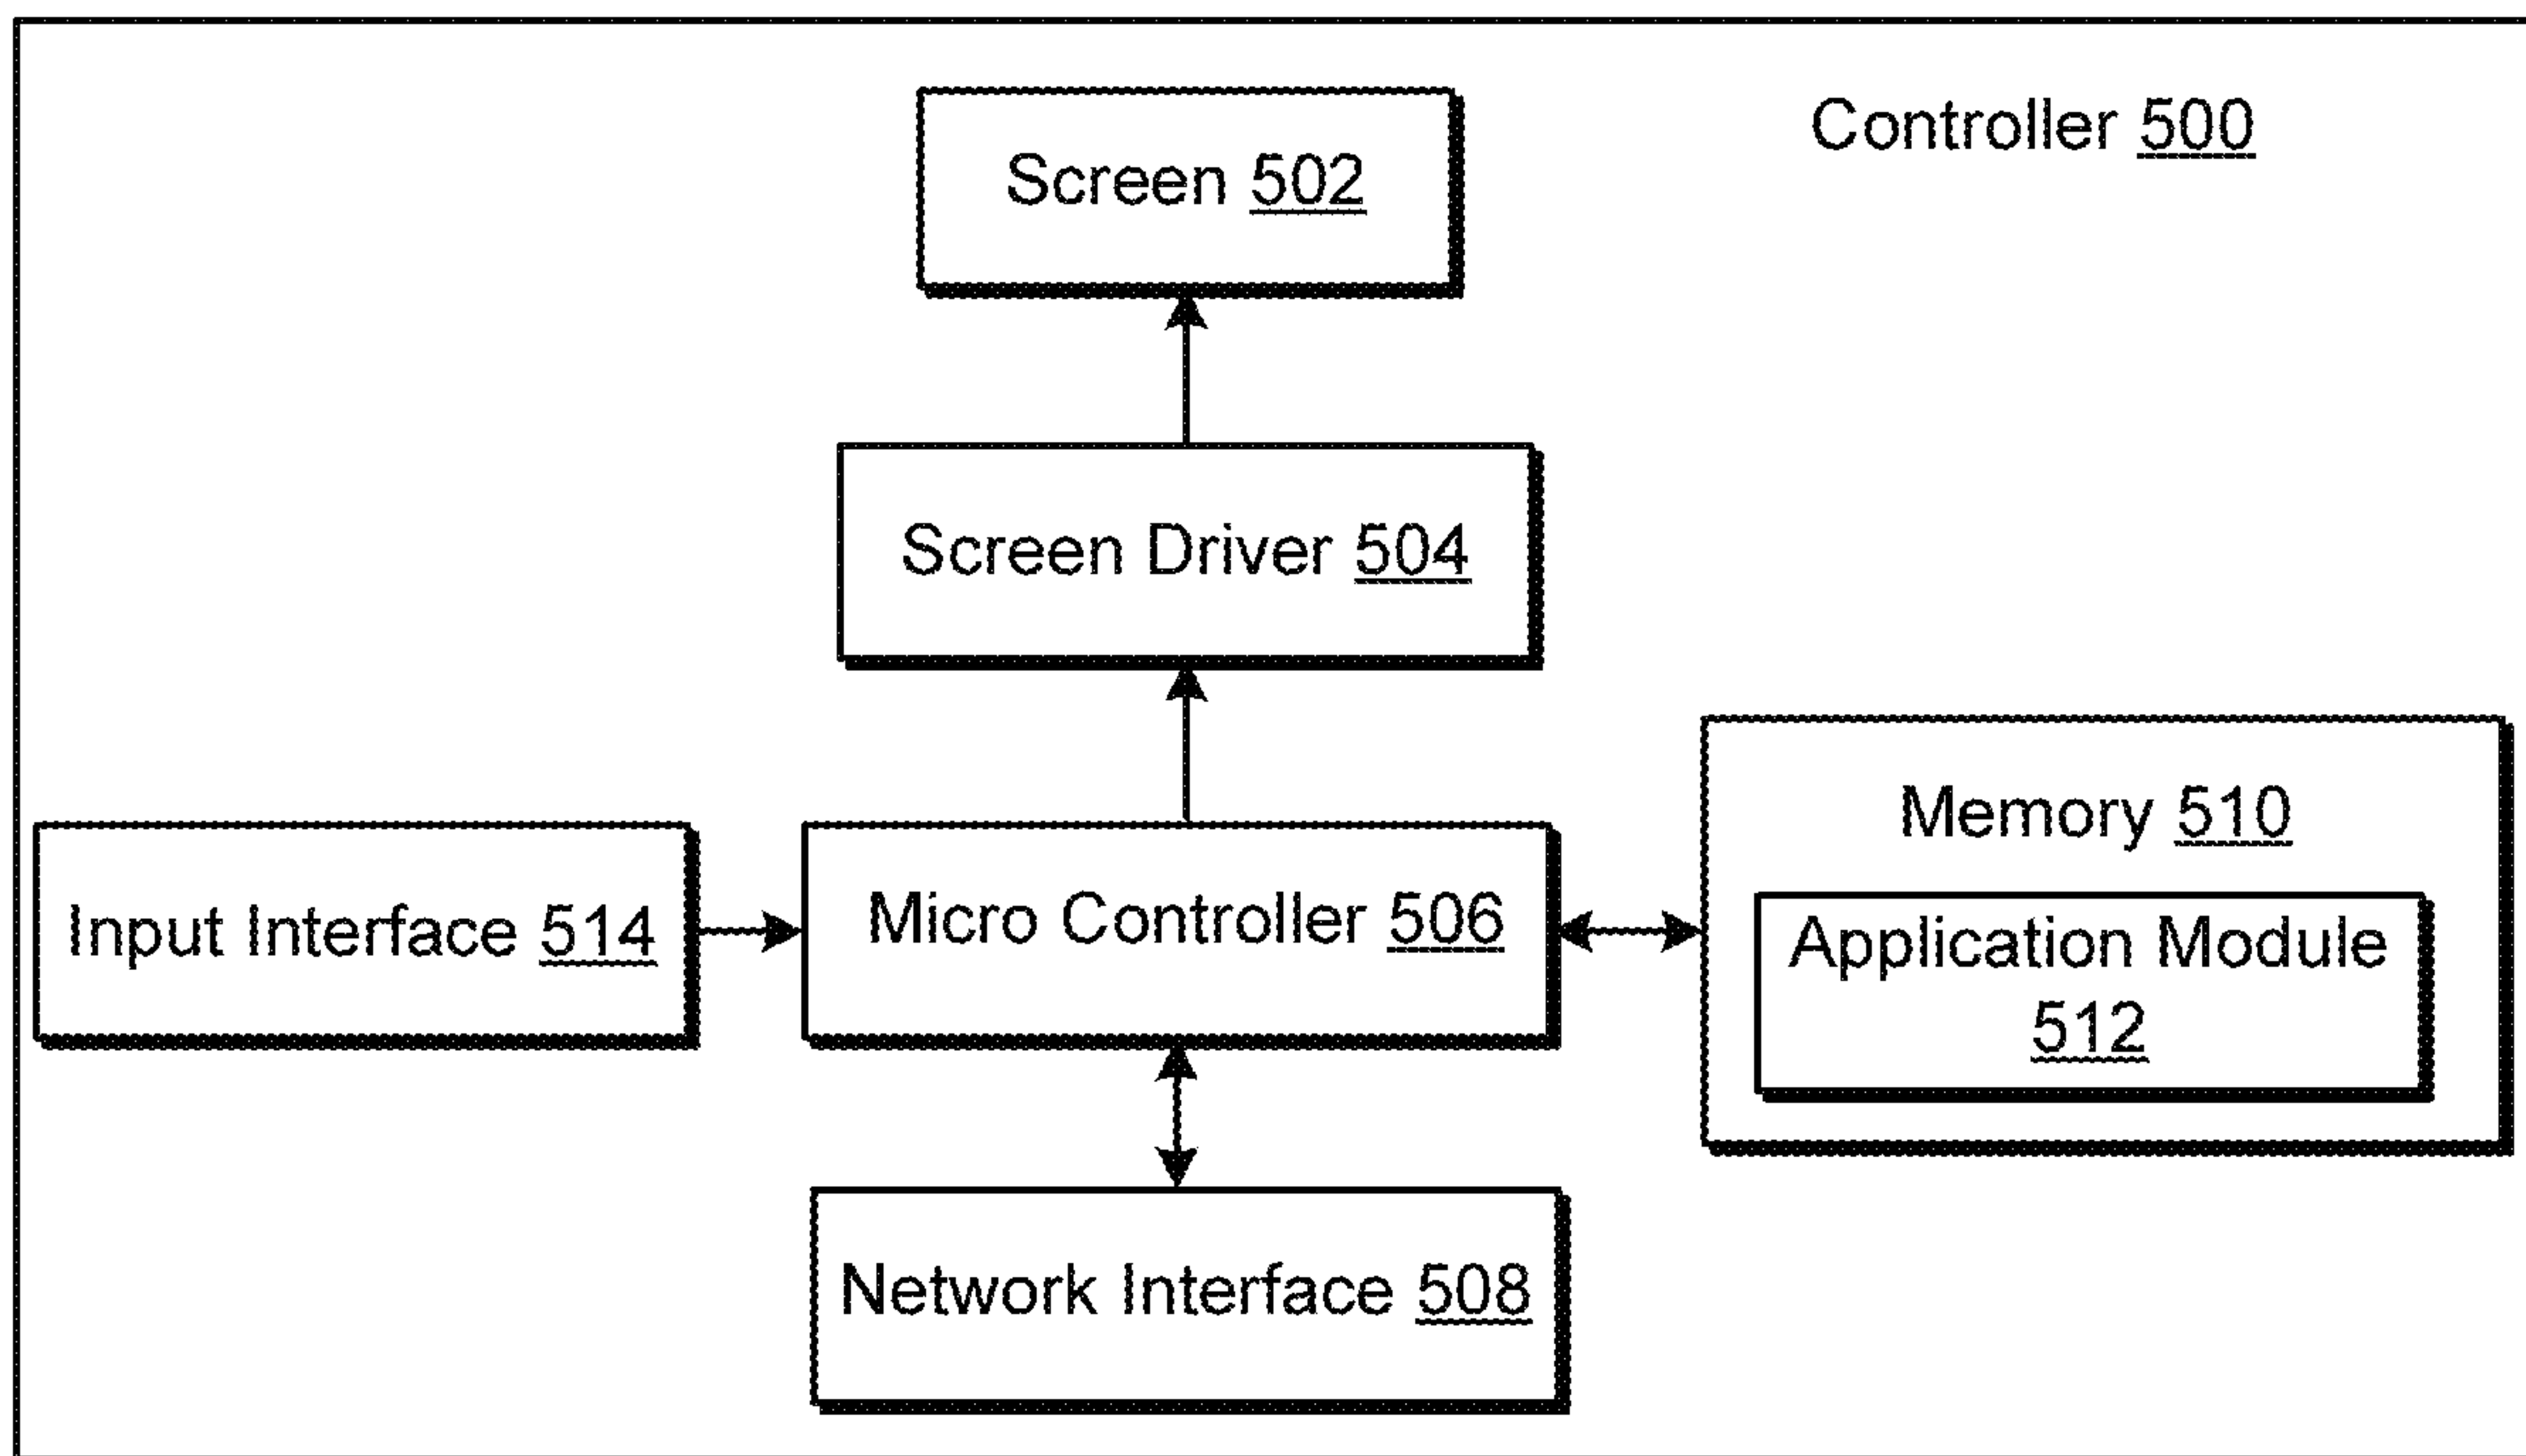 Controller 500
Screen 502
Screen Driver 504
Memory 510
Input Interface 514
Micro Controller 506
Application Module
512
Network Interface 508